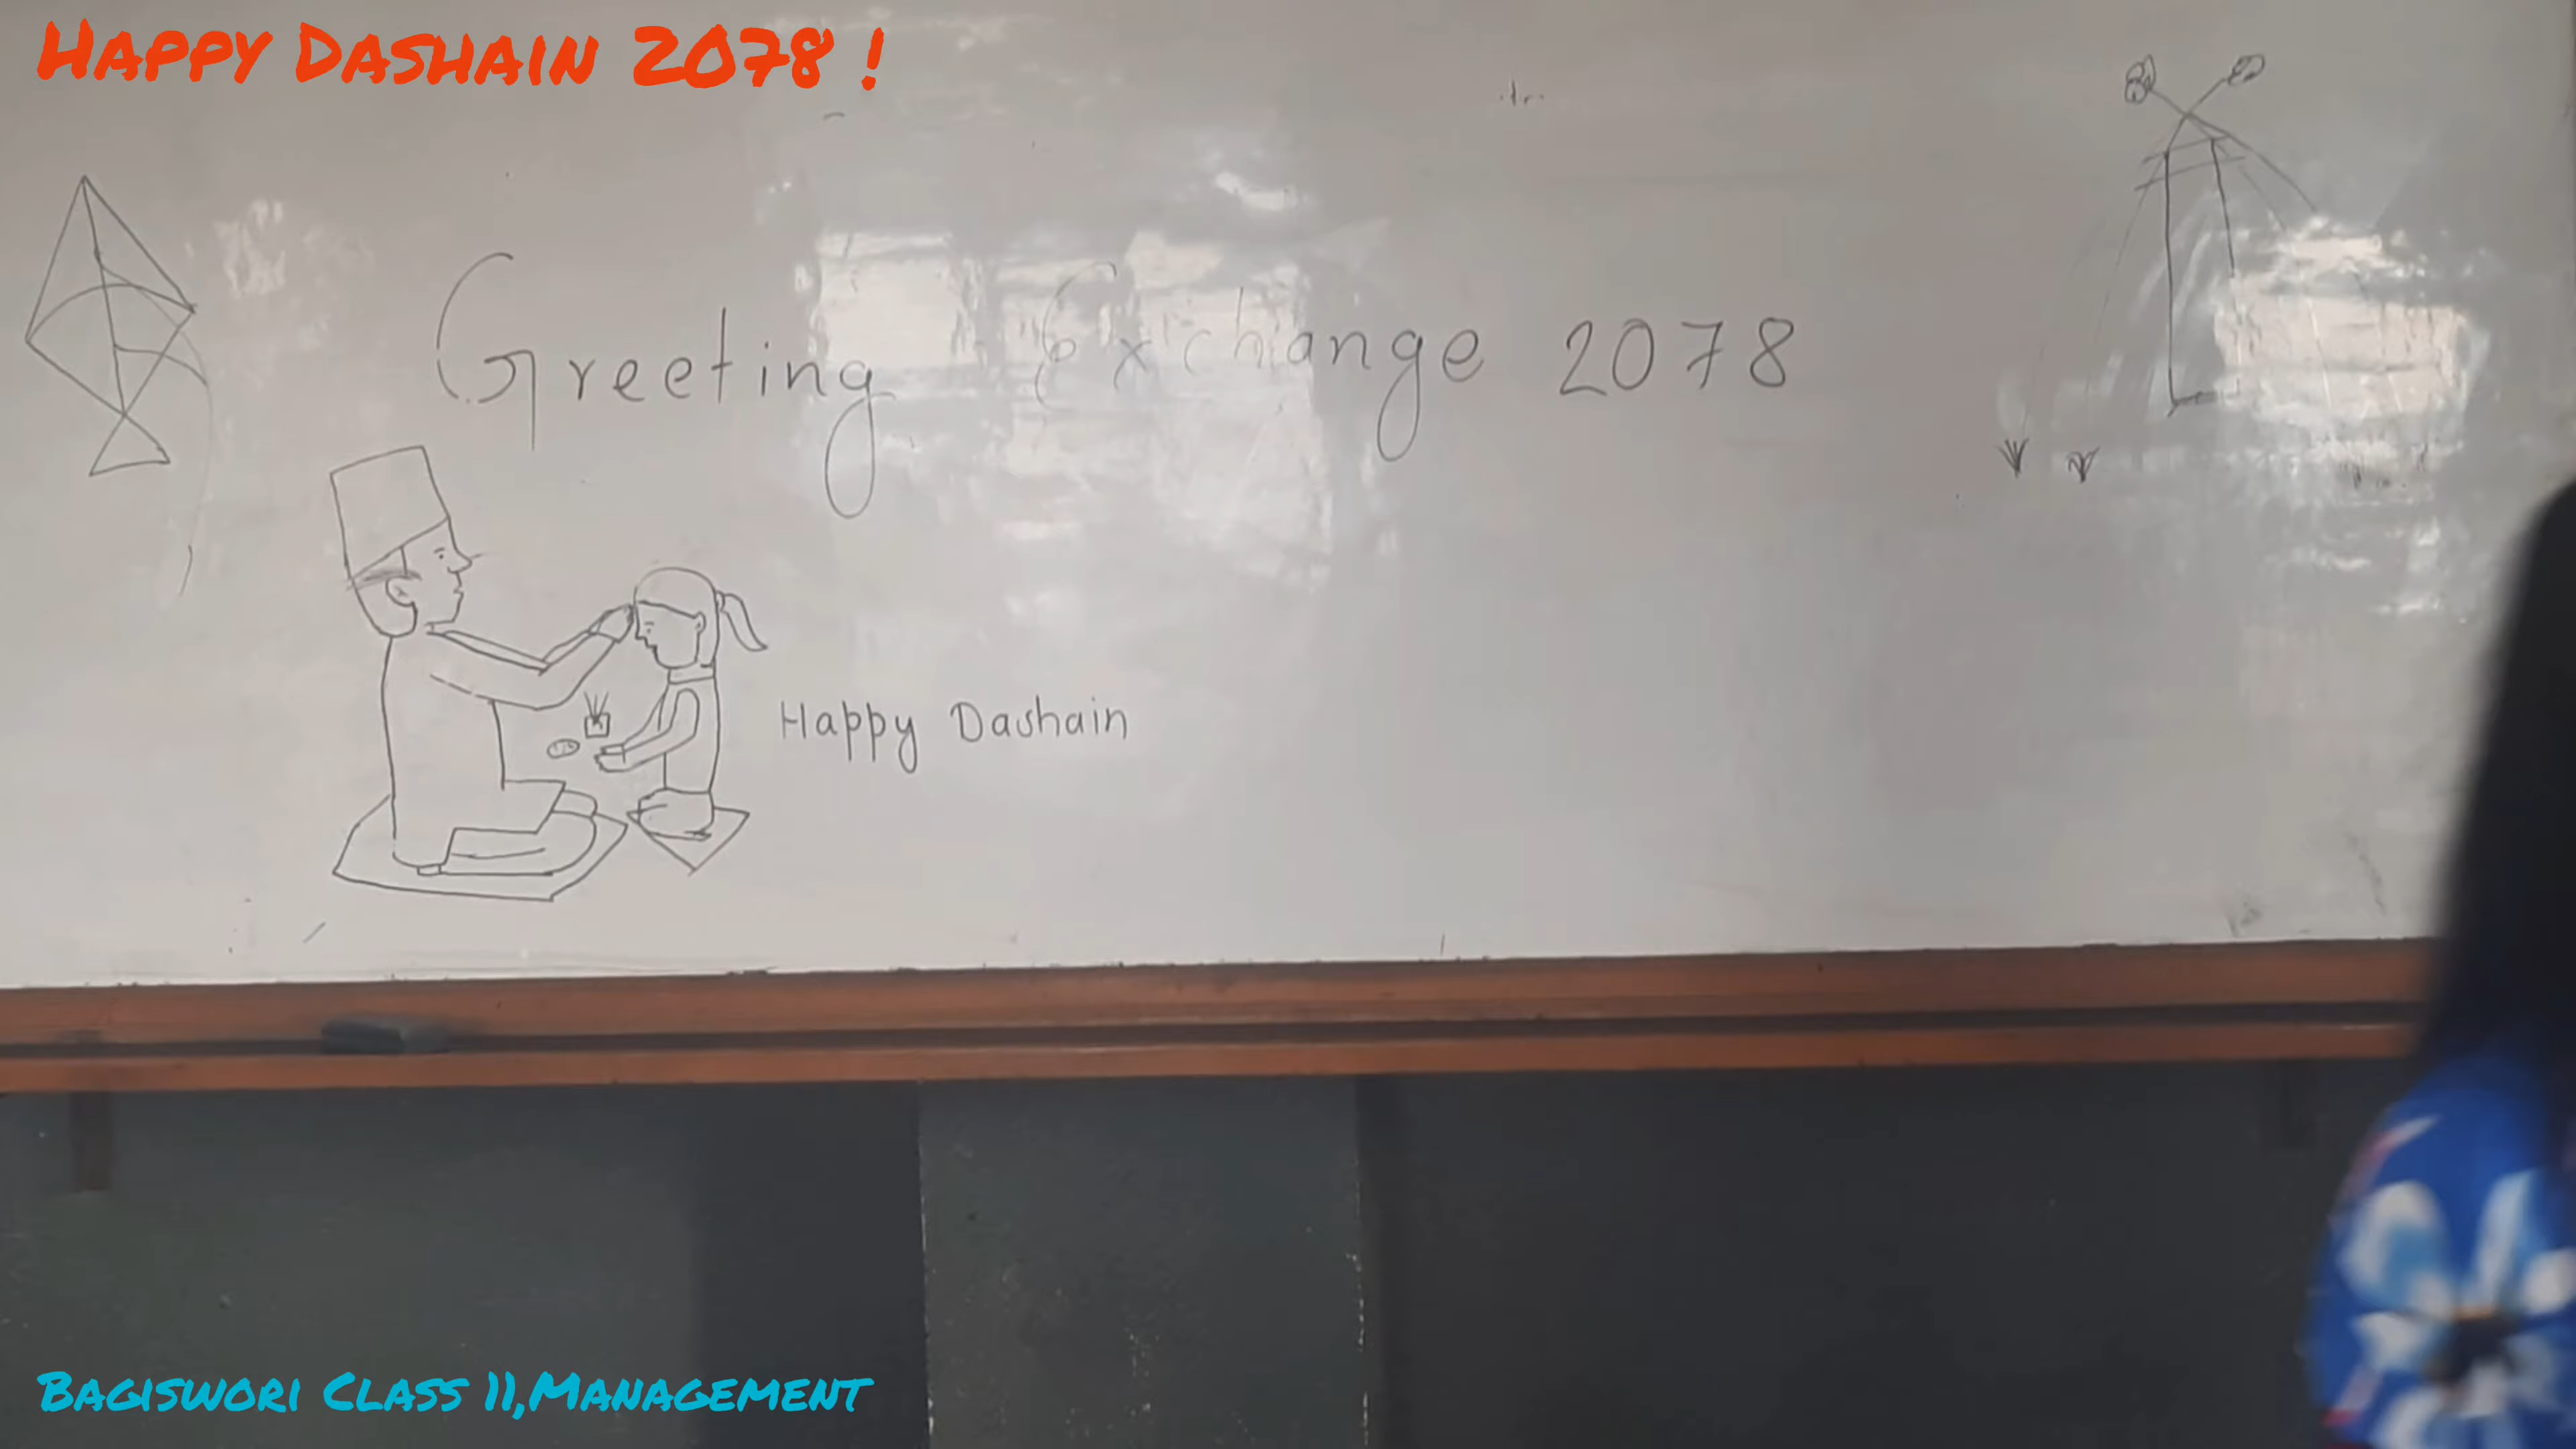 Happy Dashain 2078 !
Greeting Exchange 2078
Happy Dashain
Bagiswori Class 11,Management